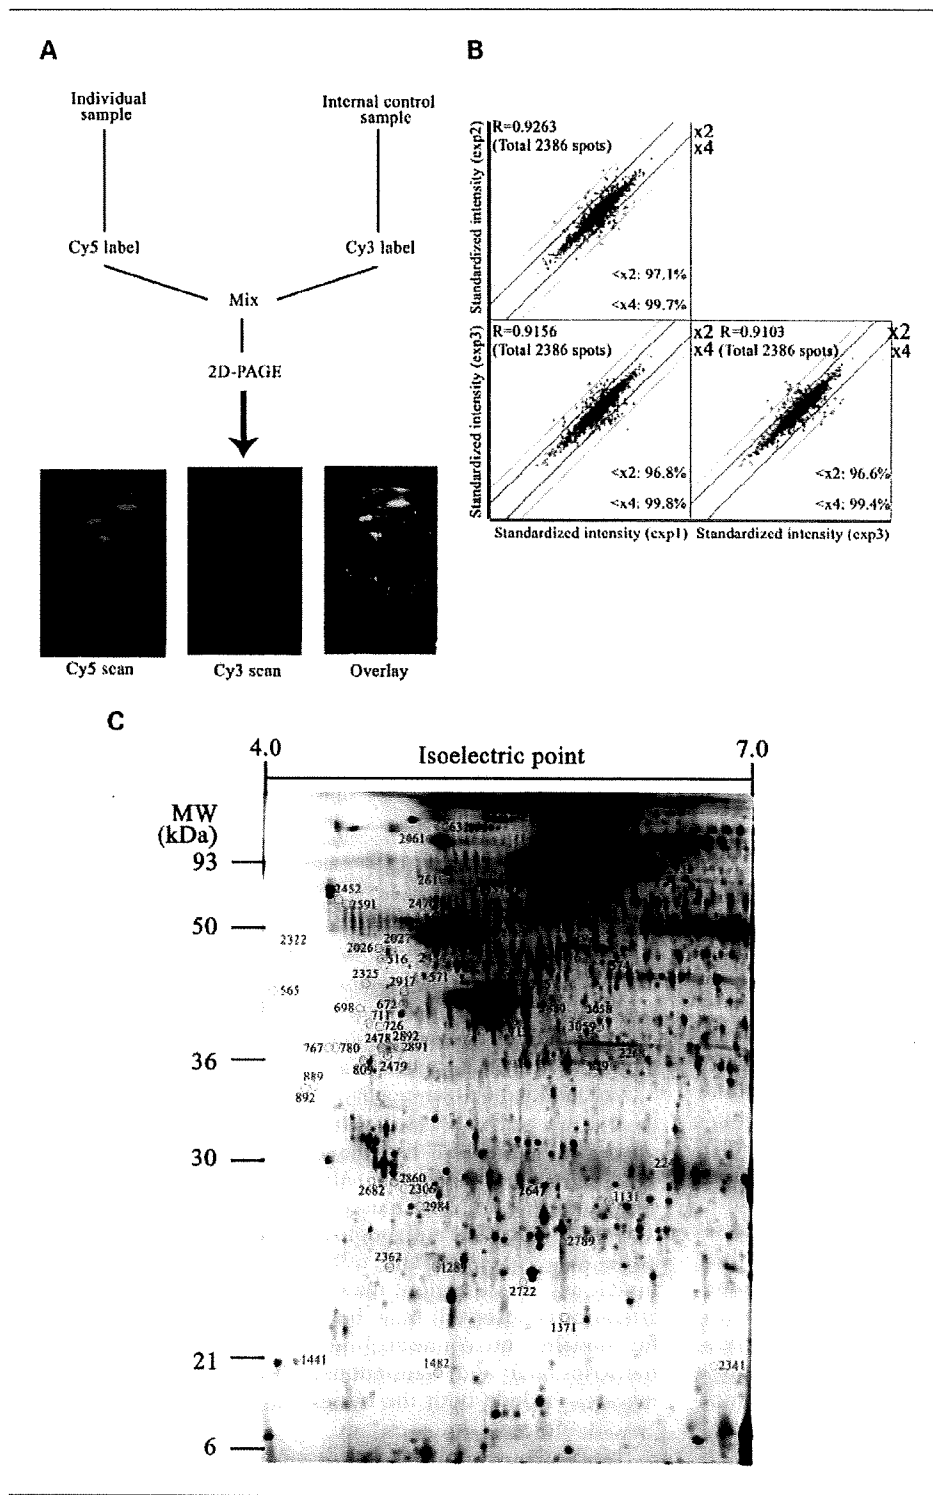 A
Individual
sample
Internal control
sample
Cy5 label
Cy3 label
Mix
2D-PAGE
Cy5 scan
Cy3 scan
Overlay
B
Standardized intensity (exp2)
R=0.9263
(Total 2386 spots)
x2
x4
<x2: 97.1%
<x4: 99.7%
Standardized intensity (exp3)
R=0.9156
(Total 2386 spots)
x2
x4
<x2: 96.8%
<x4: 99.8%
R=0.9103
(Total 2386 spots)
x2
x4
<x2: 96.6%
<x4: 99.4%
Standardized intensity (exp1)
Standardized intensity (exp3)
C
4.0
7.0
Isoelectric point
MW
(kDa)
93
50
36
30
21
6
2461
2452
2591
2322
2026
2027
516
2325
2917
571
565
698
672
711
726
2478
2892
767
780
2891
2479
889
892
3058
3059
2860
2682
2306
2984
2647
1131
2789
2362
2722
1371
1441
1482
2341